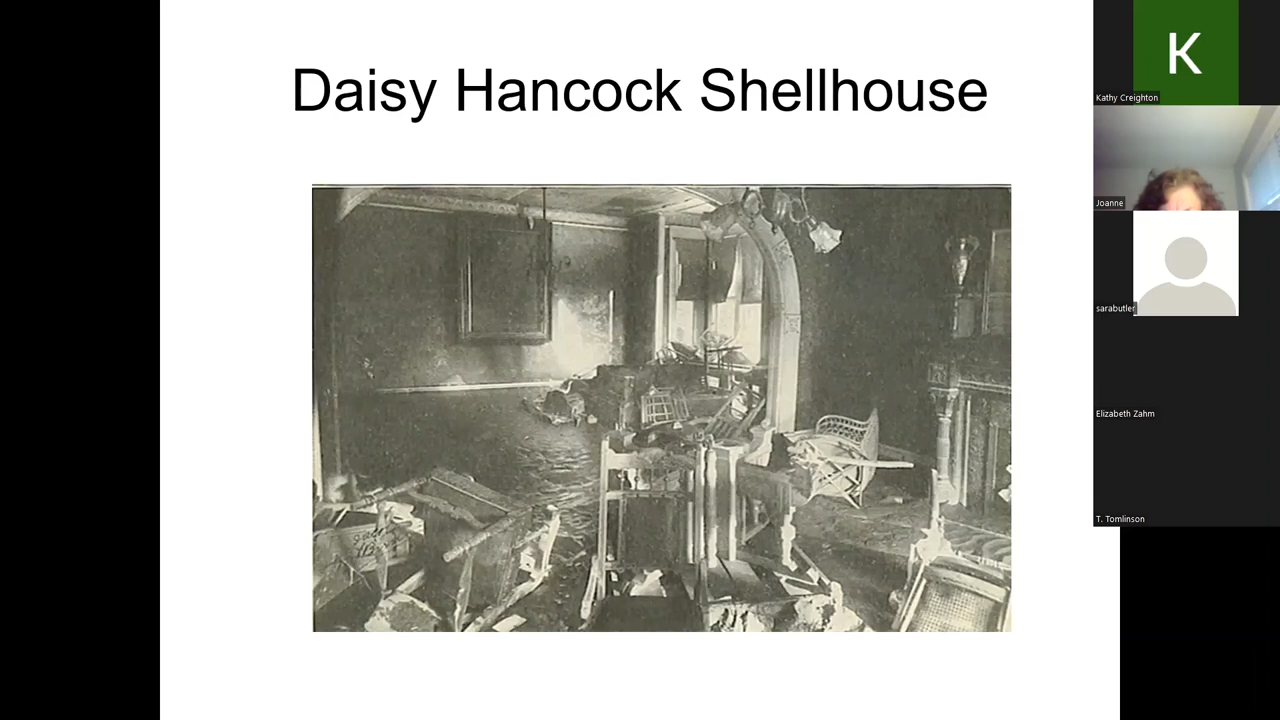 Daisy Hancock Shellhouse
K
Kathy Creighton
Joanne
sarabutler
Elizabeth Zahm
T. Tomlinson